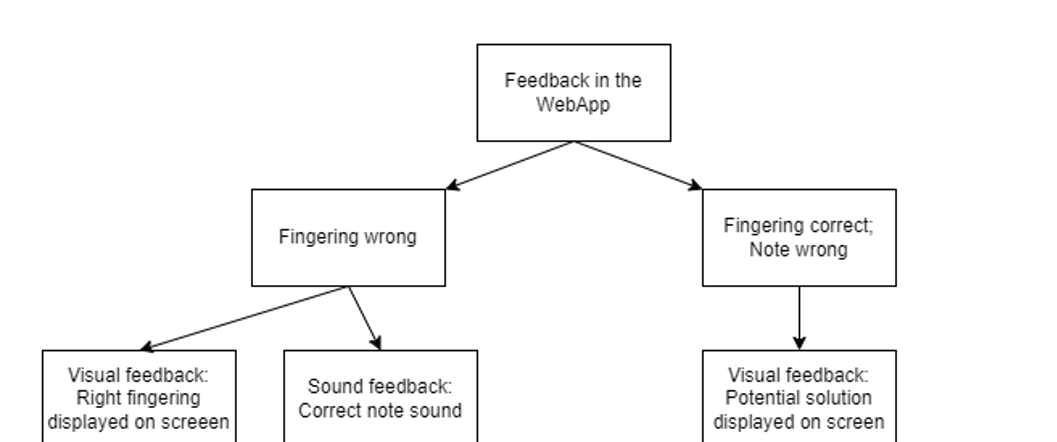 Feedback in the
WebApp
Fingering wrong
Fingering correct;
Note wrong
Visual feedback:
Right fingering
displayed on screeen
Sound feedback:
Correct note sound
Visual feedback:
Potential solution
displayed on screen